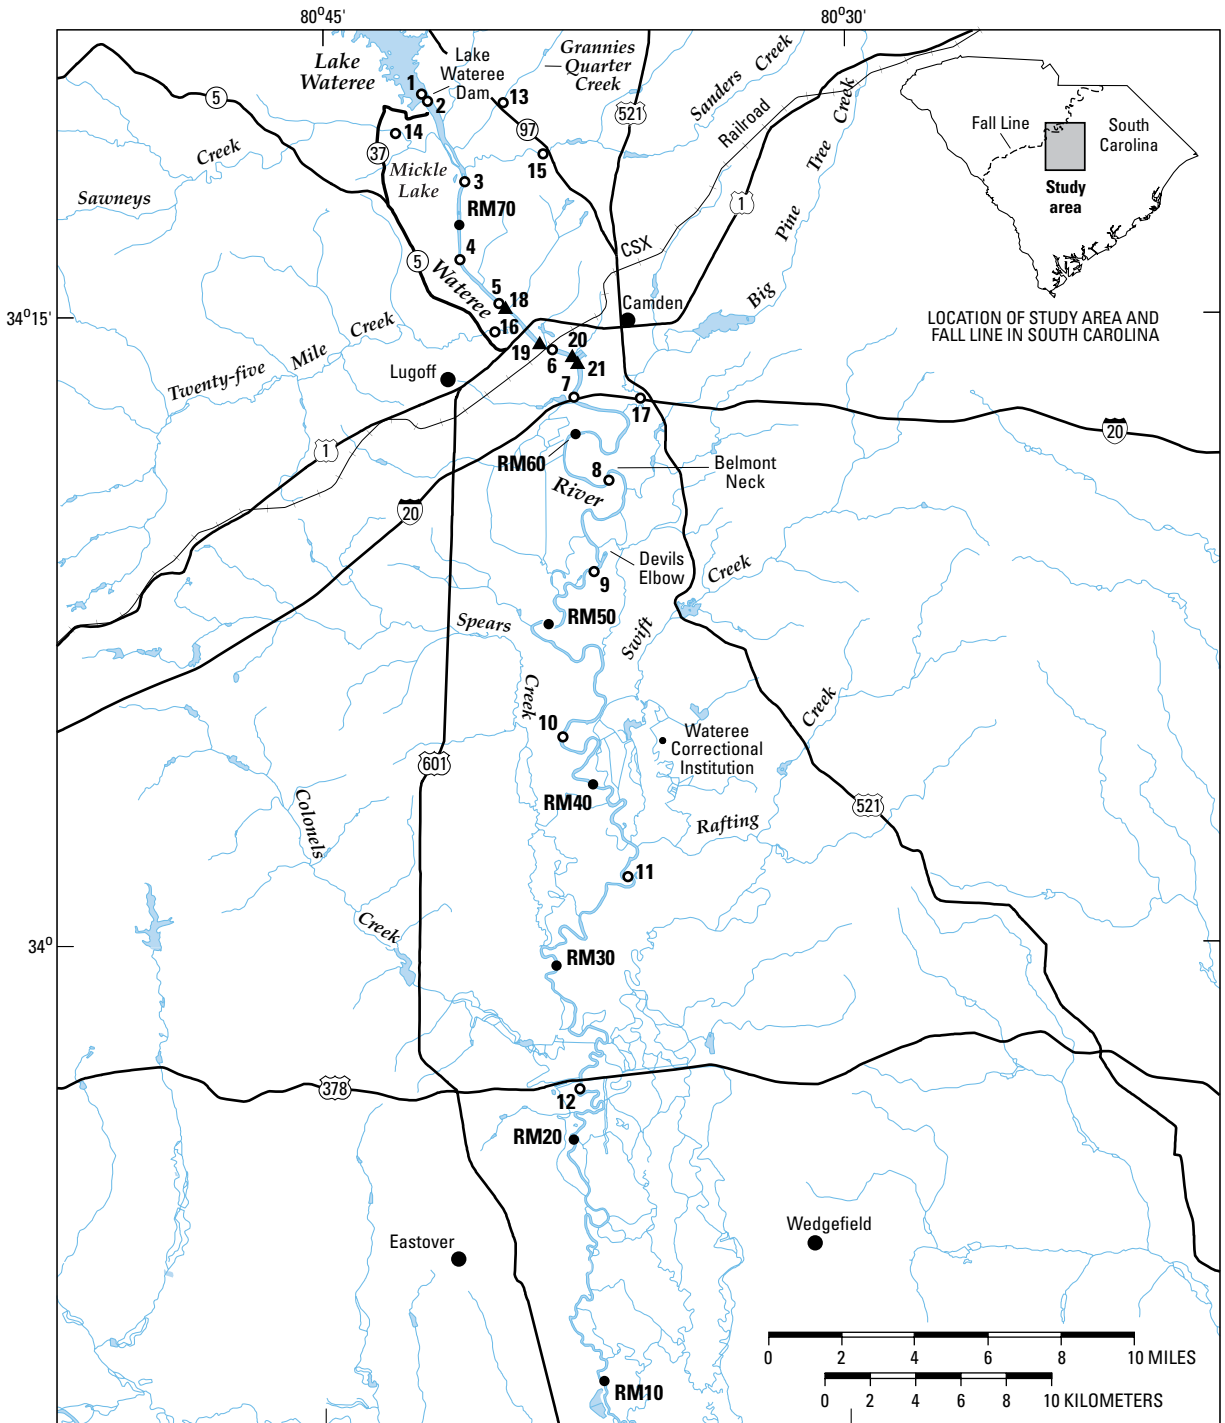 80°45'
80°30'
Lake
Wateree
Lake
Wateree
Dam
Grannies
Quarter
Creek
Sanders Creek
Railroad
Big Pine Tree Creek
521
5
1
2
13
97
14
37
Mickle
Lake
15
3
Sawneys Creek
RM70
4
5
Wateree
CSX
1
Fall Line
South
Carolina
Study
area
LOCATION OF STUDY AREA AND
FALL LINE IN SOUTH CAROLINA
34°15'
5
18
16
Camden
19
6
20
21
Twenty-five Mile Creek
Lugoff
7
17
20
1
RM60
8
River
Belmont
Neck
20
Devils
Elbow
9
Swift Creek
Spears Creek
RM50
10
Wateree
Correctional
Institution
601
RM40
Rafting Creek
521
Colonels Creek
11
34°
RM30
378
12
RM20
Eastover
Wedgefield
0 2 4 6 8 10 MILES
0 2 4 6 8 10 KILOMETERS
RM10